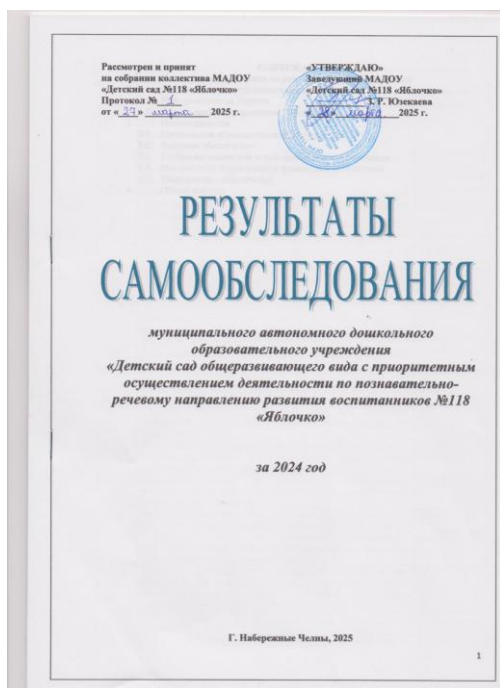 Рассмотрен и принят
на собрании коллектива МАДОУ
«Детский сад №118 «Яблочко»
Протокол № 1
от « 27 » марта 2025 г.
«УТВЕРЖДАЮ»
Заведующий МАДОУ
«Детский сад №118 «Яблочко»
З. Р. Юзекаева
« 28 » марта 2025 г.
РЕЗУЛЬТАТЫ
САМООБСЛЕДОВАНИЯ
муниципального автономного дошкольного
образовательного учреждения
«Детский сад общеразвивающего вида с приоритетным
осуществлением деятельности по познавательно-
речевому направлению развития воспитанников №118
«Яблочко»
за 2024 год
Г. Набережные Челны, 2025
1